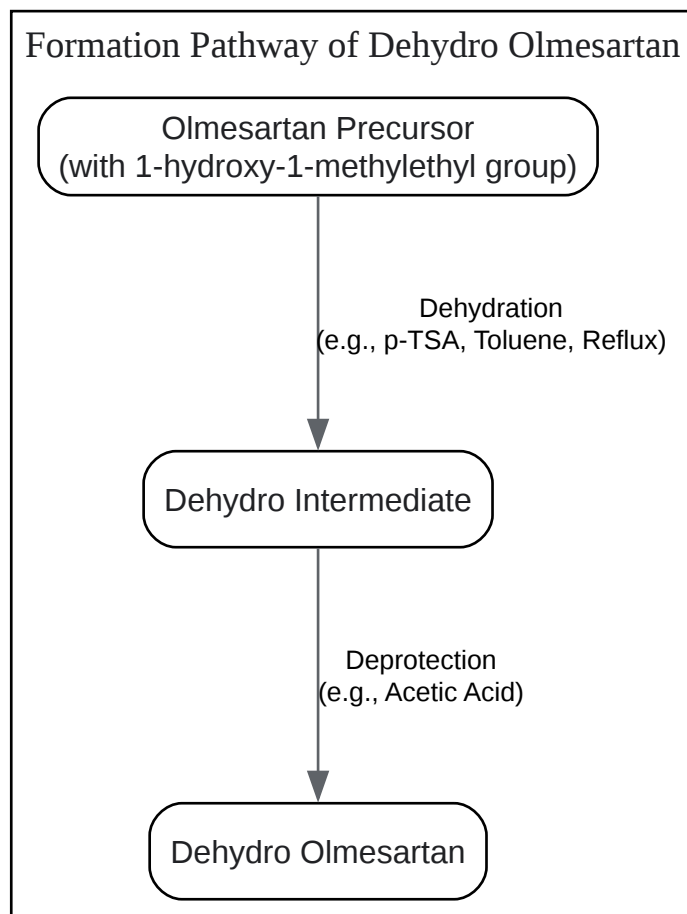 Formation Pathway of Dehydro Olmesartan
Olmesartan Precursor
(with 1-hydroxy-1-methylethyl group)
Dehydration
(e.g., p-TSA, Toluene, Reflux)
Dehydro Intermediate
Deprotection
(e.g., Acetic Acid)
Dehydro Olmesartan